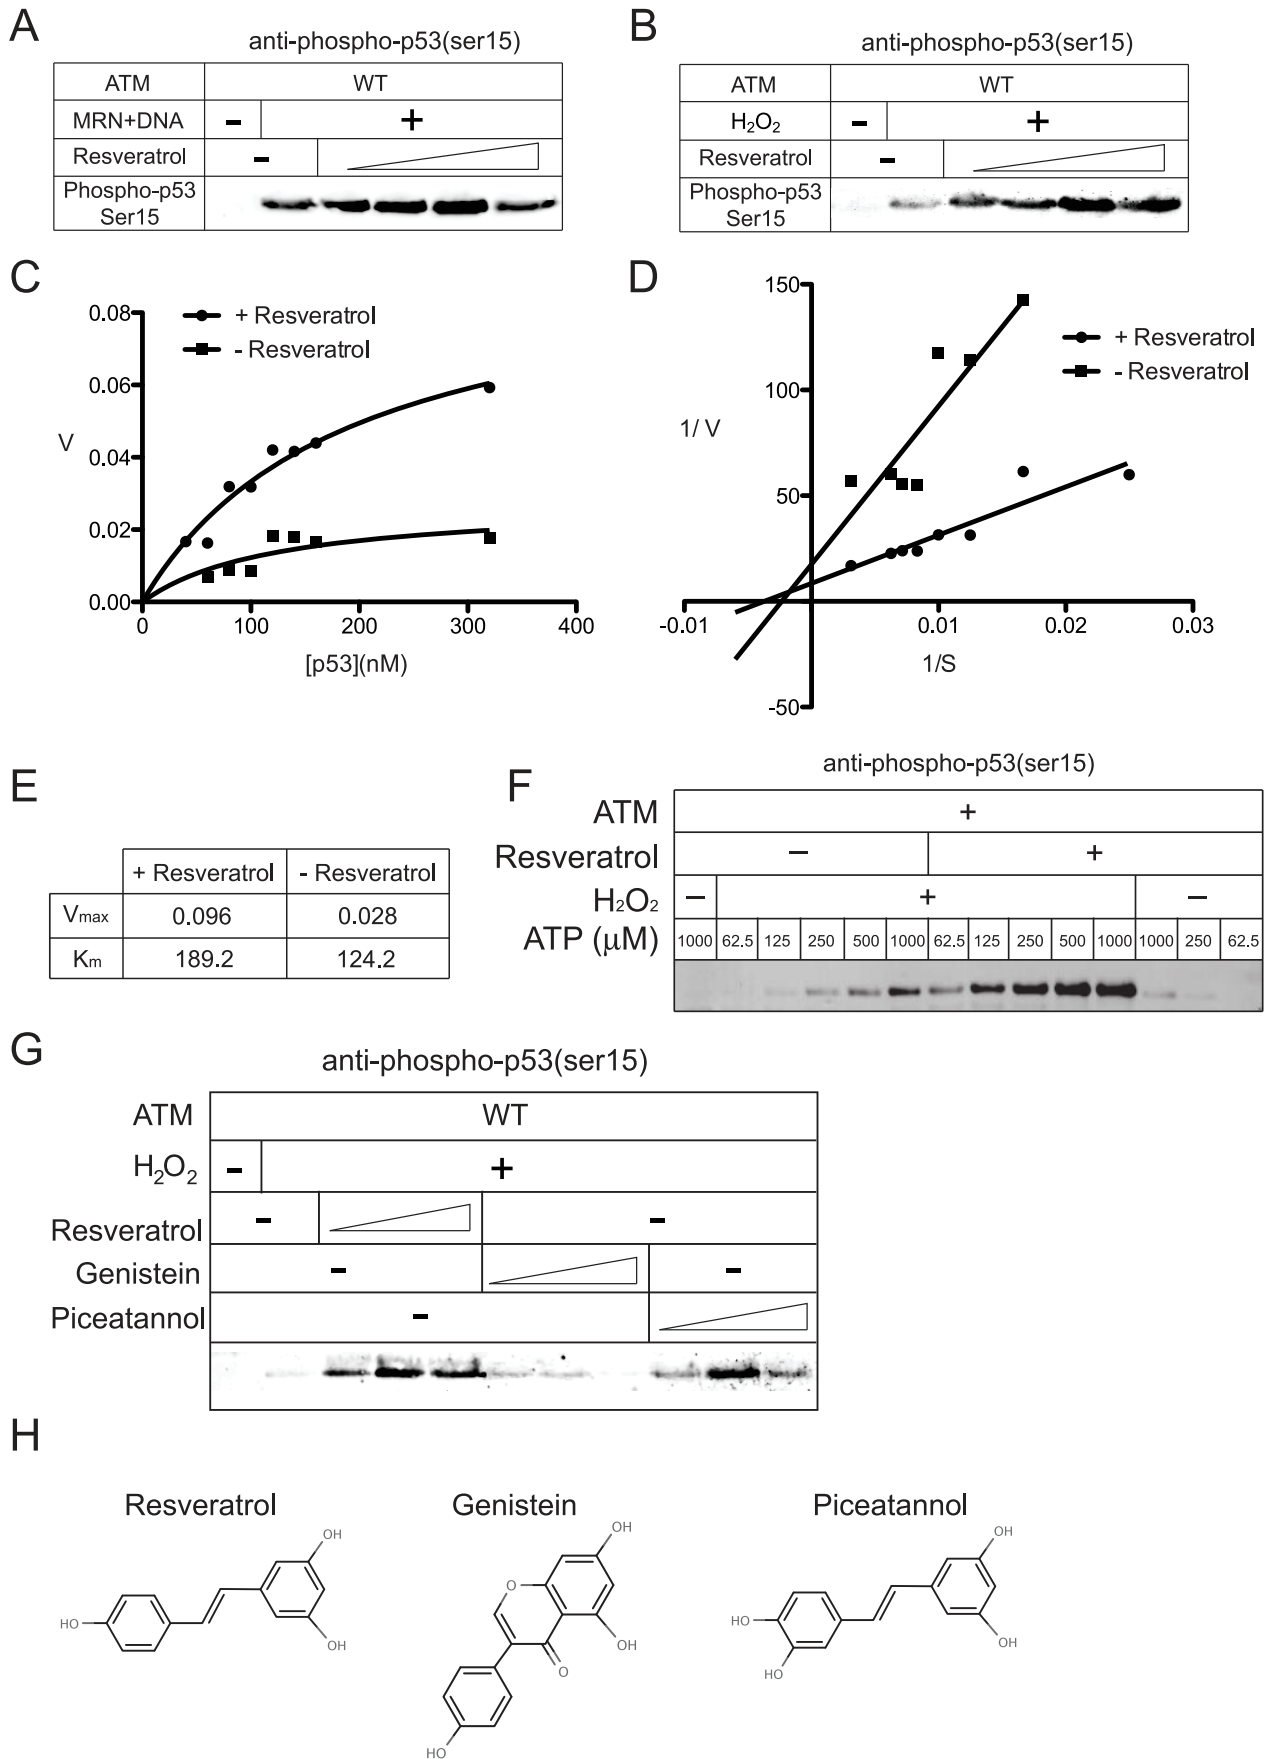 A
anti-phospho-p53(ser15)
ATM WT
MRN+DNA - +
Resveratrol -
Phospho-p53
Ser15
B
anti-phospho-p53(ser15)
ATM WT
H2O2 - +
Resveratrol -
Phospho-p53
Ser15
C
+ Resveratrol
- Resveratrol
0.08
0.06
V
0.04
0.02
0.00
0 100 200 300 400
[p53](nM)
D
150
+ Resveratrol
- Resveratrol
100
1/ V
50
-0.01 0.01 0.02 0.03
1/S
-50
E
+ Resveratrol - Resveratrol
Vmax 0.096 0.028
Km 189.2 124.2
F
anti-phospho-p53(ser15)
ATM +
Resveratrol − +
H2O2 − + −
ATP (μM) 1000 62.5 125 250 500 1000 62.5 125 250 500 1000 1000 250 62.5
G
anti-phospho-p53(ser15)
ATM WT
H2O2 - +
Resveratrol - -
Genistein - -
Piceatannol -
H
Resveratrol
OH
HO
OH
Genistein
OH
O
OH
O
HO
Piceatannol
OH
HO
OH
HO